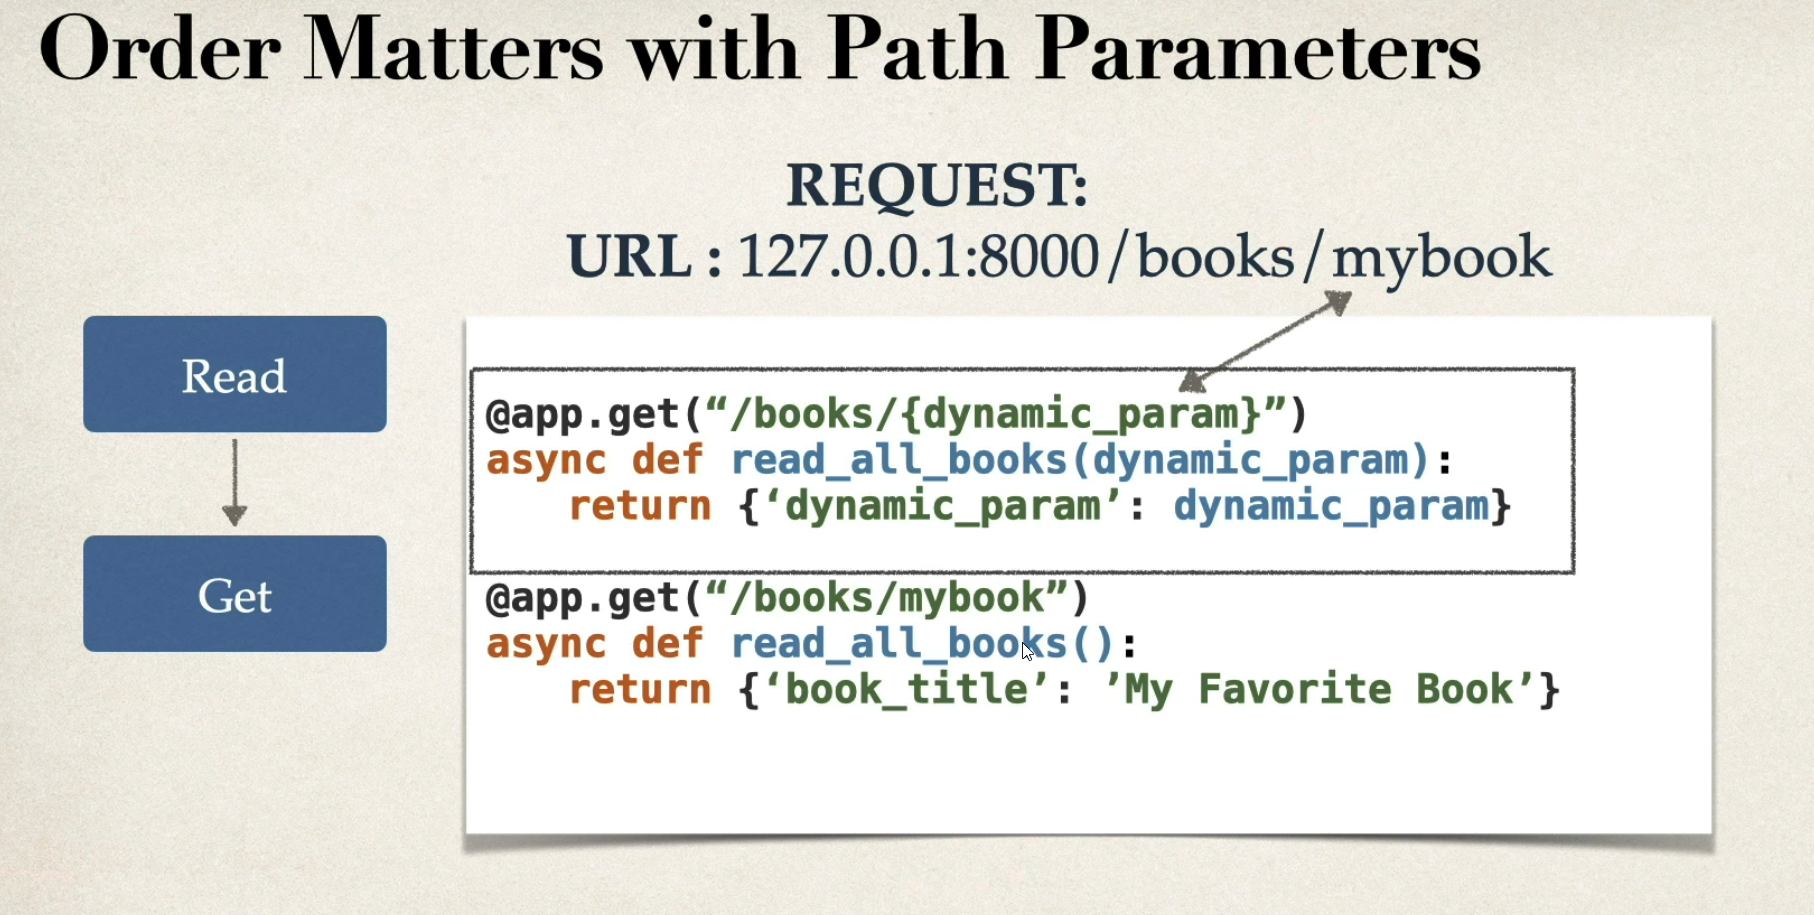 Order Matters with Path Parameters
REQUEST:
URL : 127.0.0.1:8000/books/mybook
Read
Get
@app.get(“/books/{dynamic_param}”)
async def read_all_books(dynamic_param):
    return {‘dynamic_param’: dynamic_param}
@app.get(“/books/mybook”)
async def read_all_books():
    return {‘book_title’: ’My Favorite Book’}